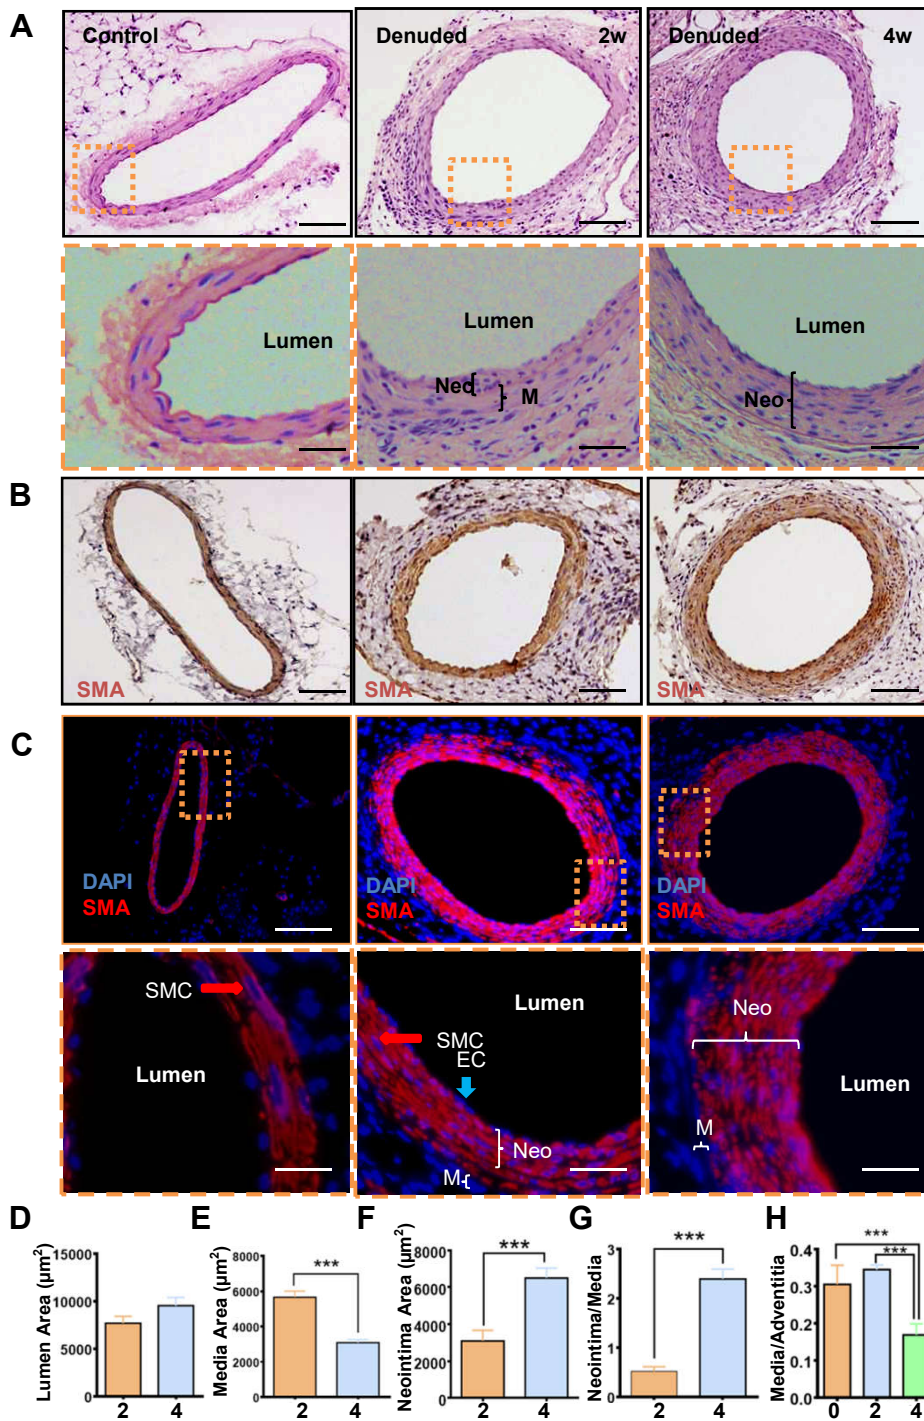 A
Control
Denuded 2w
Denuded 4w
Lumen
Lumen
Neo
M
Lumen
Neo
B
SMA
SMA
SMA
C
DAPI
SMA
DAPI
SMA
DAPI
SMA
SMC
Lumen
Lumen
SMC
EC
Neo
M
Neo
Lumen
M
D
Lumen Area (µm²)
15000
10000
5000
0
2 4
E
Media Area (µm²)
8000
6000
4000
2000
0
***
2 4
F
Neointima Area (µm²)
8000
6000
4000
2000
0
***
2 4
G
Neointima/Media
3
2
1
0
***
2 4
H
Media/Adventitia
0.4
0.3
0.2
0.1
0.0
***
***
0 2 4